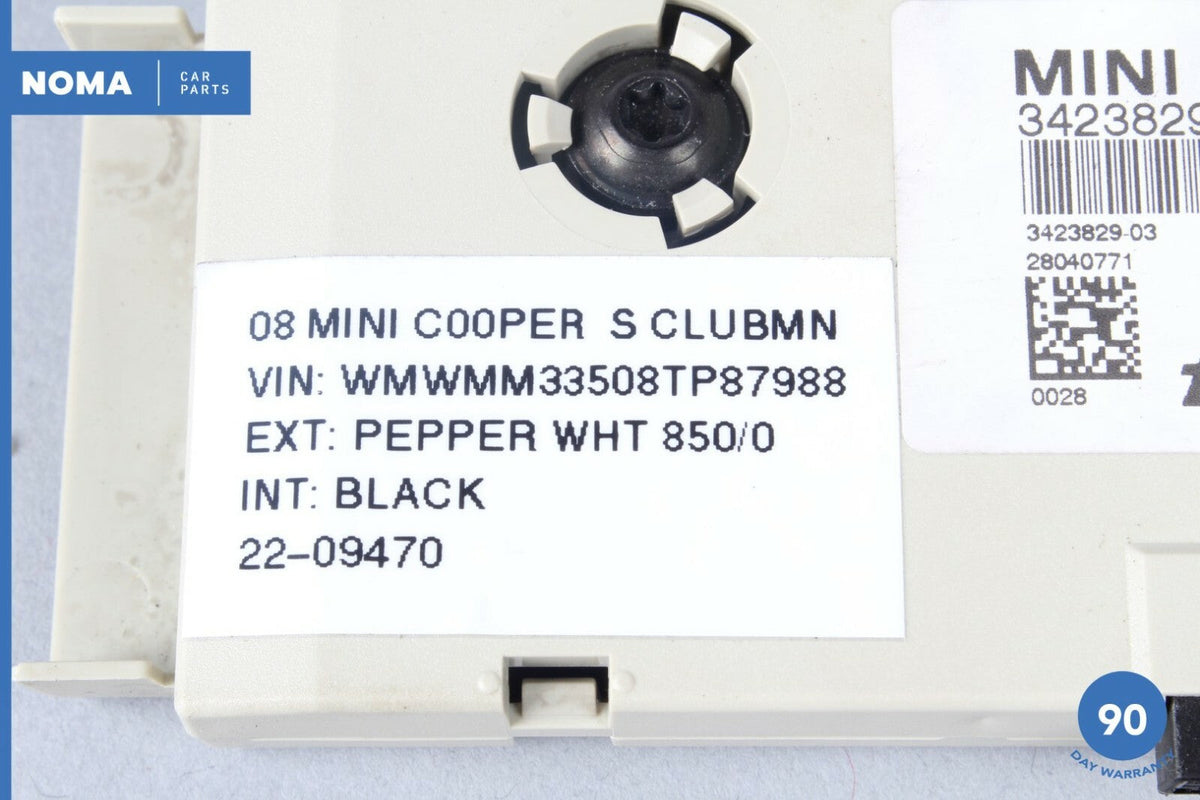 NOMA CAR PARTS
MINI
3423829
3423829-03
28040771
0028
08 MINI COOPER S CLUBMN
VIN: WMWMM33508TP87988
EXT: PEPPER WHT 850/0
INT: BLACK
22-09470
90
DAY WARRANTY